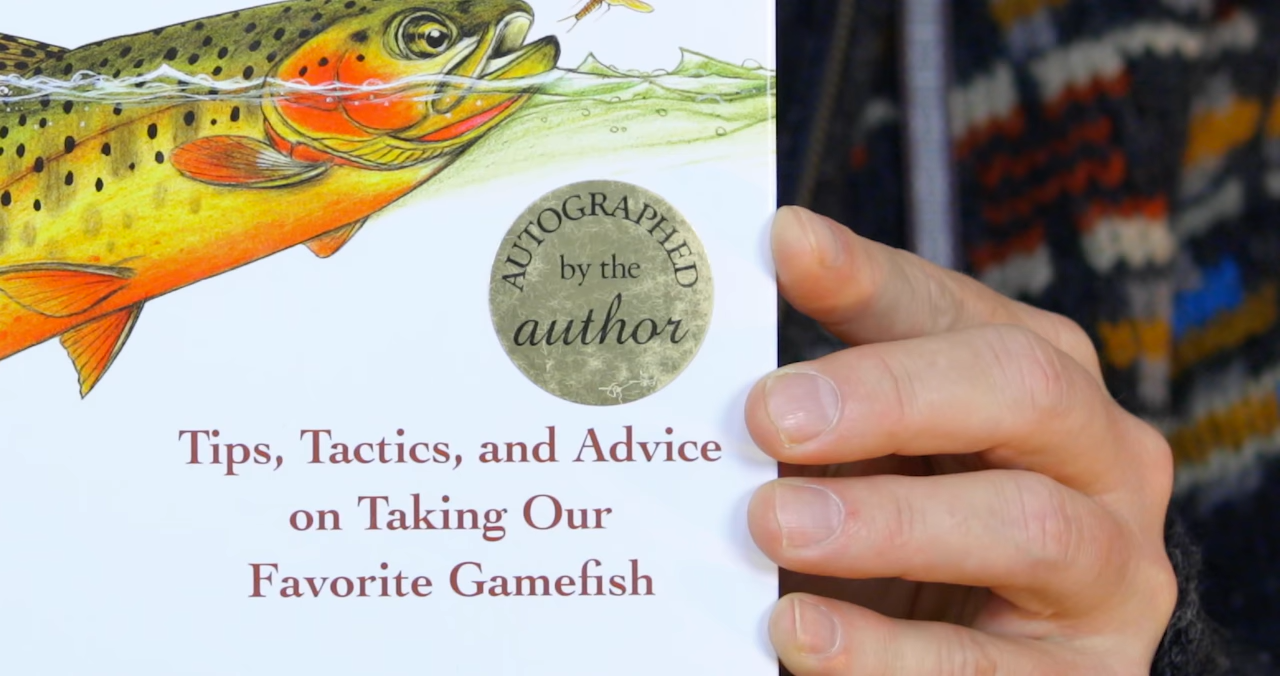 AUTOGRAPHED
by the
author
Tips, Tactics, and Advice
on Taking Our
Favorite Gamefish